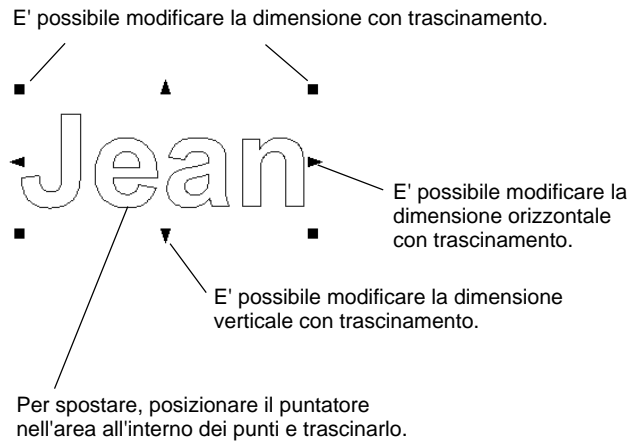 E' possibile modificare la dimensione con trascinamento.
Jean
E' possibile modificare la
dimensione orizzontale
con trascinamento.
E' possibile modificare la dimensione
verticale con trascinamento.
Per spostare, posizionare il puntatore
nell'area all'interno dei punti e trascinarlo.